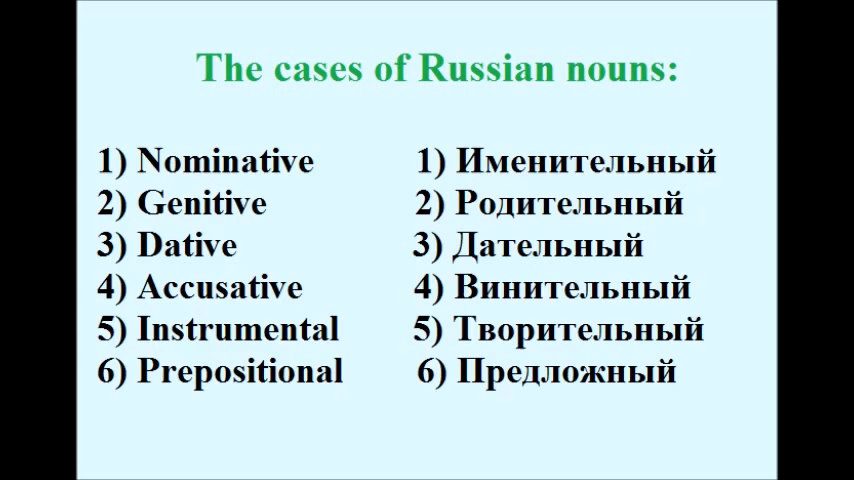 The cases of Russian nouns:
1) Nominative 1) Именительный
2) Genitive 2) Родительный
3) Dative 3) Дательный
4) Accusative 4) Винительный
5) Instrumental 5) Творительный
6) Prepositional 6) Предложный